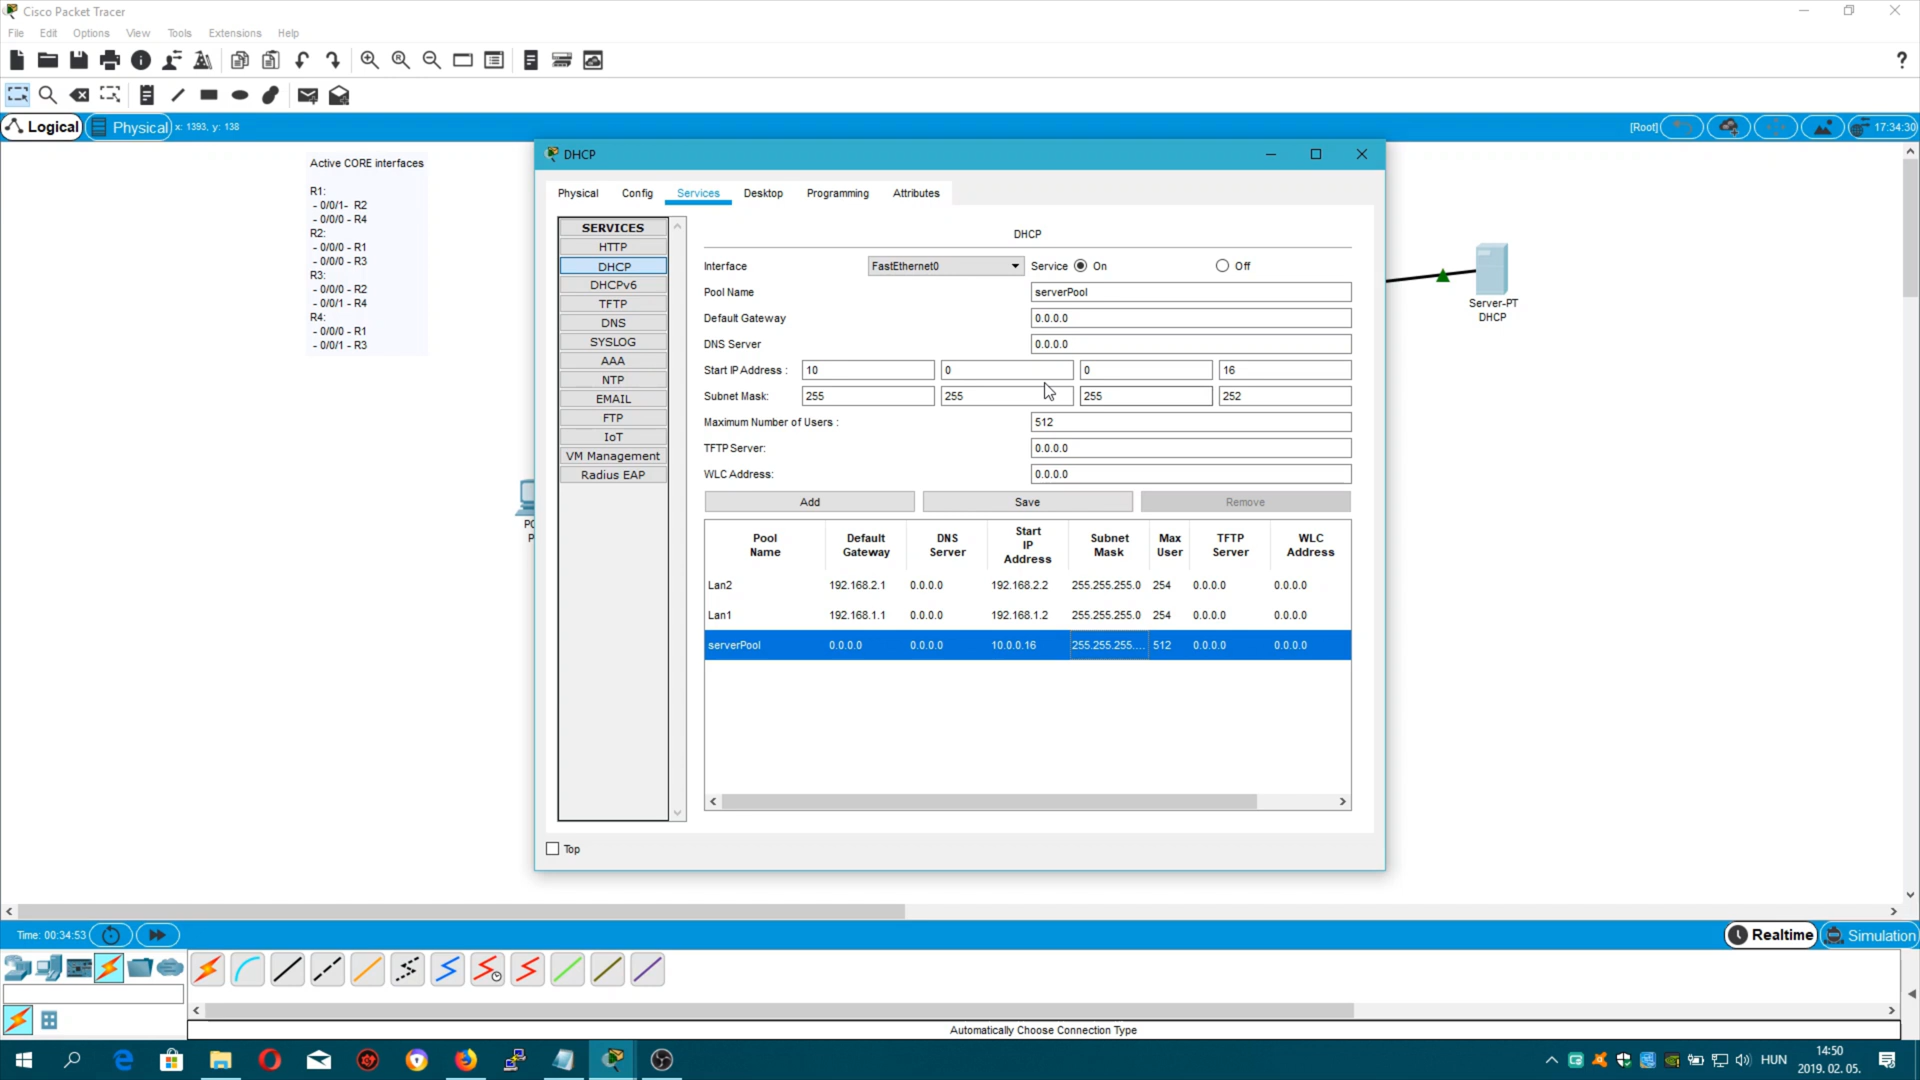 Cisco Packet Tracer
File Edit Options View Tools Extensions Help
?
Logical Physical x: 1393, y: 138 [Root] 17:34:30
Active CORE interfaces
R1:
- 0/0/1- R2
- 0/0/0 - R4
R2:
- 0/0/0 - R1
- 0/0/0 - R3
R3:
- 0/0/0 - R2
- 0/0/1 - R4
R4:
- 0/0/0 - R1
- 0/0/1 - R3
Server-PT
DHCP
DHCP
Physical Config Services Desktop Programming Attributes
SERVICES
HTTP
DHCP
DHCPv6
TFTP
DNS
SYSLOG
AAA
NTP
EMAIL
FTP
IoT
VM Management
Radius EAP
DHCP
Interface FastEthernet0 Service On Off
Pool Name serverPool
Default Gateway 0.0.0.0
DNS Server 0.0.0.0
Start IP Address : 10 0 0 16
Subnet Mask: 255 255 255 252
Maximum Number of Users : 512
TFTP Server: 0.0.0.0
WLC Address: 0.0.0.0
Add Save Remove
Pool Name Default Gateway DNS Server Start IP Address Subnet Mask Max User TFTP Server WLC Address
Lan2 192.168.2.1 0.0.0.0 192.168.2.2 255.255.255.0 254 0.0.0.0 0.0.0.0
Lan1 192.168.1.1 0.0.0.0 192.168.1.2 255.255.255.0 254 0.0.0.0 0.0.0.0
serverPool 0.0.0.0 0.0.0.0 10.0.0.16 255.255.255.... 512 0.0.0.0 0.0.0.0
Top
Time: 00:34:53 Realtime Simulation
Automatically Choose Connection Type
HUN
14:50
2019. 02. 05.